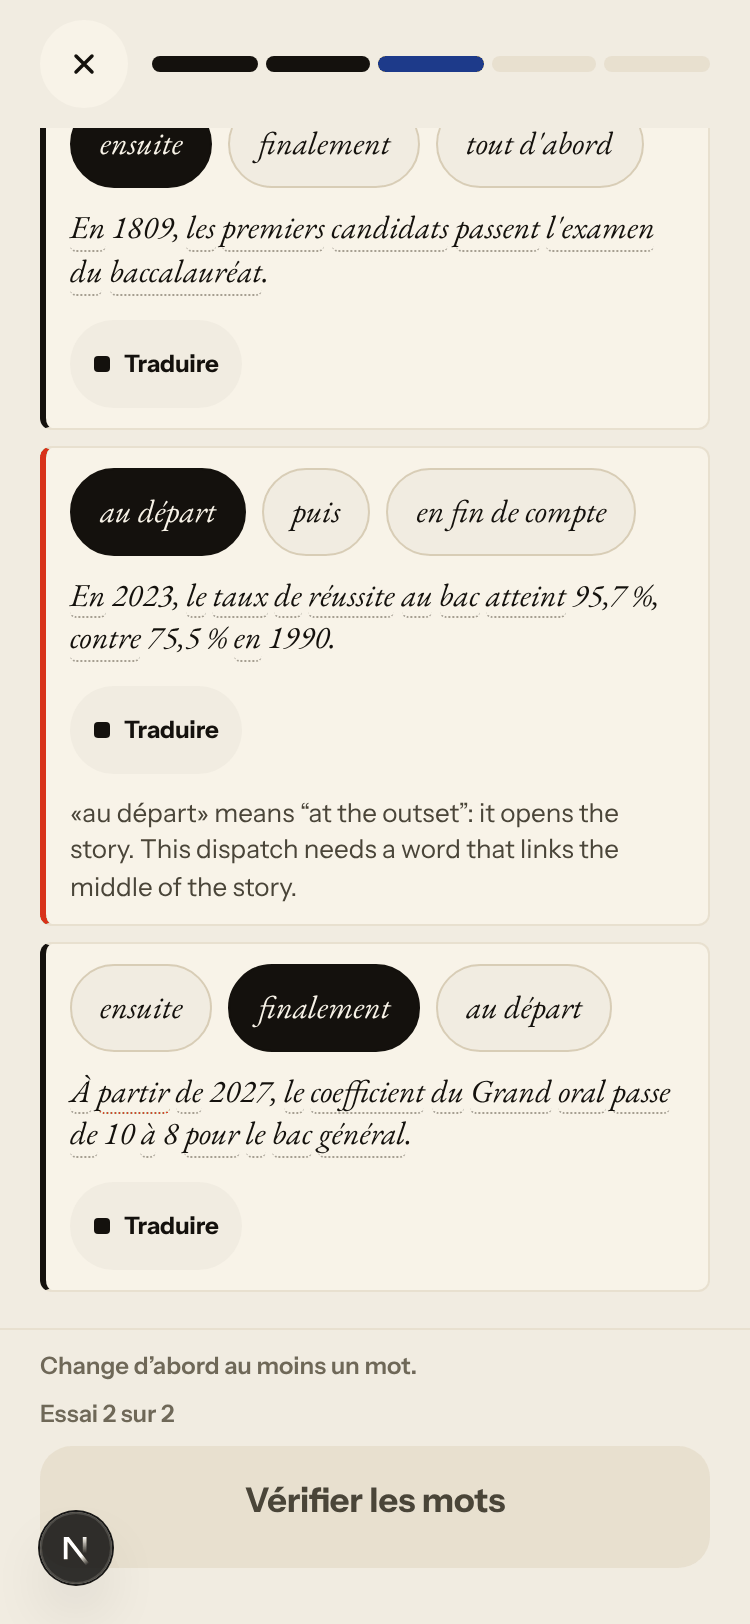 ensuite finalement tout d'abord
En 1809, les premiers candidats passent l'examen
du baccalauréat.
Traduire
au départ puis en fin de compte
En 2023, le taux de réussite au bac atteint 95,7 %,
contre 75,5 % en 1990.
Traduire
«au départ» means “at the outset”: it opens the
story. This dispatch needs a word that links the
middle of the story.
ensuite finalement au départ
À partir de 2027, le coefficient du Grand oral passe
de 10 à 8 pour le bac général.
Traduire
Change d’abord au moins un mot.
Essai 2 sur 2
Vérifier les mots
N